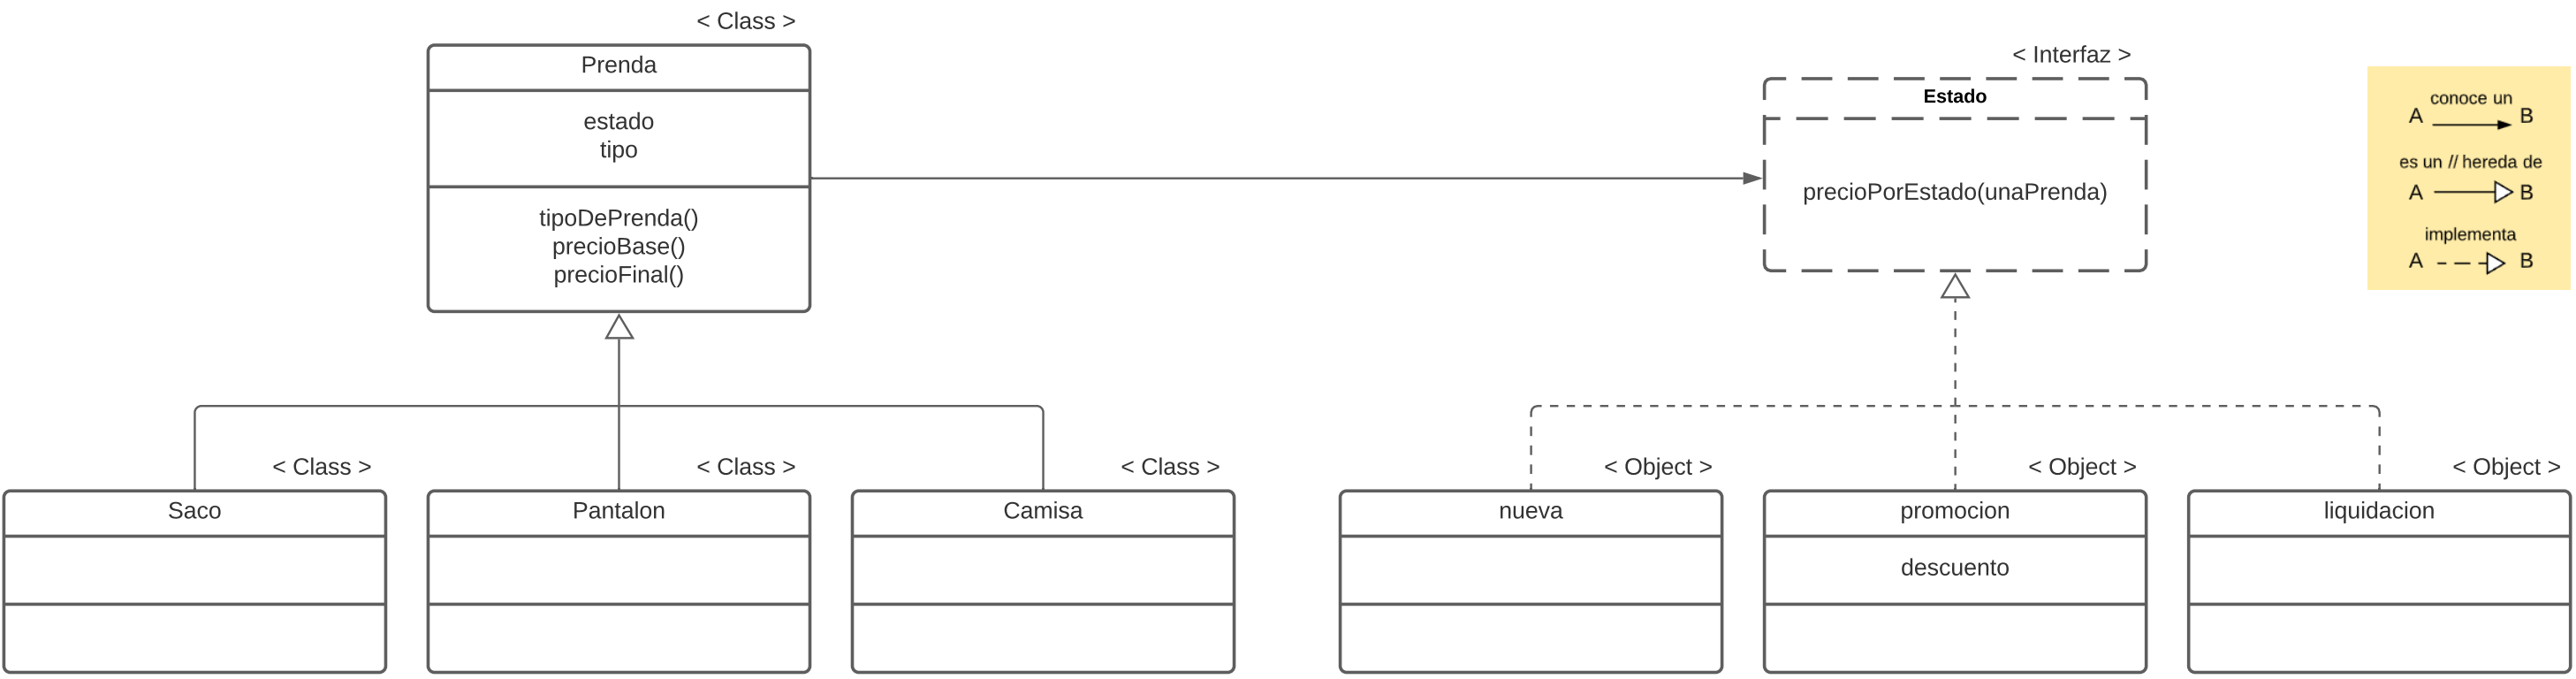 < Class >
Prenda
estado
tipo
tipoDePrenda()
precioBase()
precioFinal()
< Interfaz >
Estado
precioPorEstado(unaPrenda)
conoce un
A B
es un // hereda de
A B
implementa
A B
< Class >
Saco
< Class >
Pantalon
< Class >
Camisa
< Object >
nueva
< Object >
promocion
descuento
< Object >
liquidacion